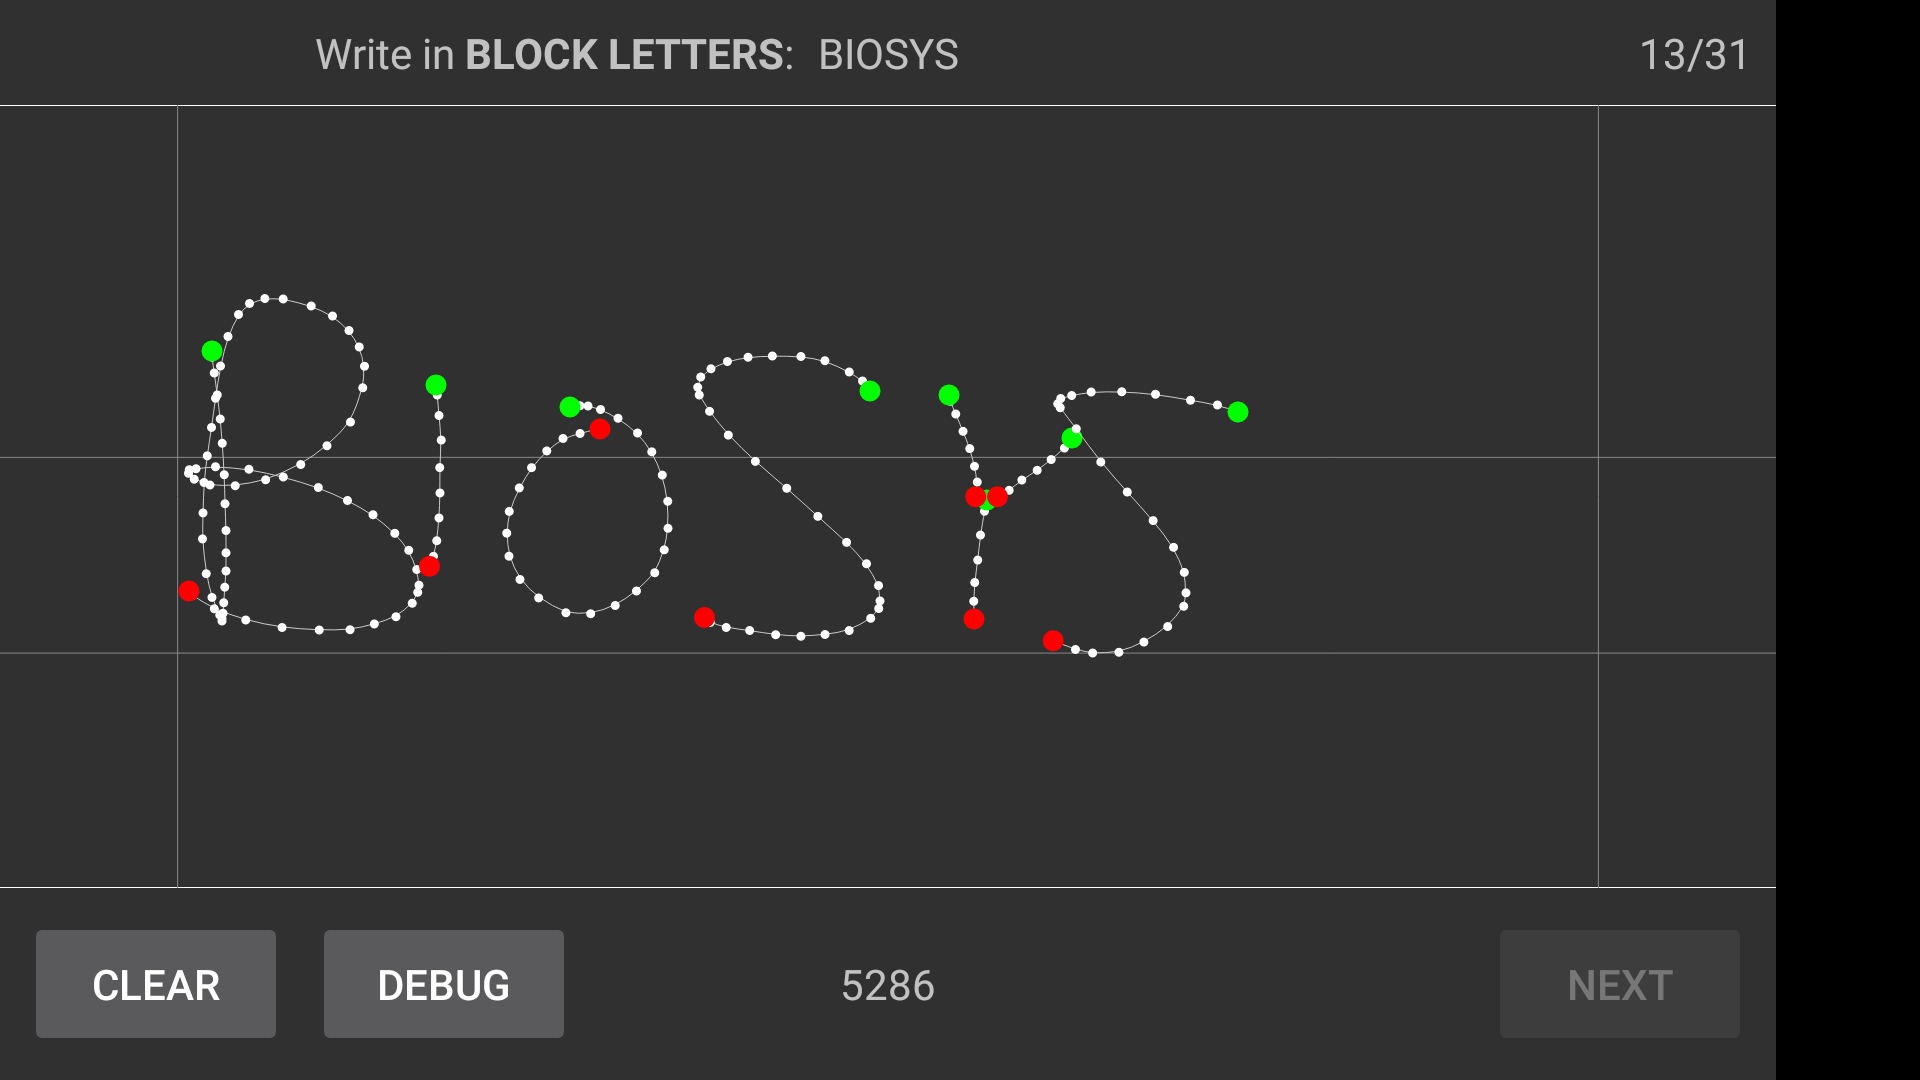 Write in BLOCK LETTERS: BIOSYS 13/31
BIOSYS
CLEAR DEBUG 5286 NEXT